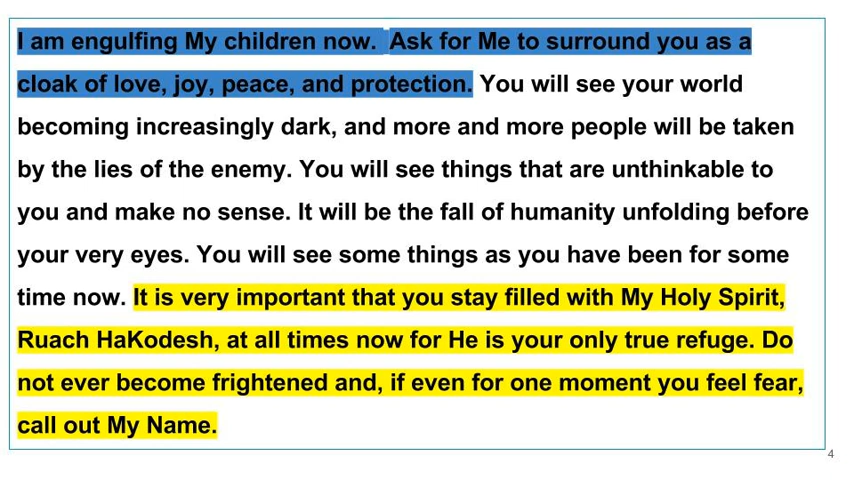 I am engulfing My children now.  Ask for Me to surround you as a
cloak of love, joy, peace, and protection. You will see your world
becoming increasingly dark, and more and more people will be taken
by the lies of the enemy. You will see things that are unthinkable to
you and make no sense. It will be the fall of humanity unfolding before
your very eyes. You will see some things as you have been for some
time now. It is very important that you stay filled with My Holy Spirit,
Ruach HaKodesh, at all times now for He is your only true refuge. Do
not ever become frightened and, if even for one moment you feel fear,
call out My Name.
4